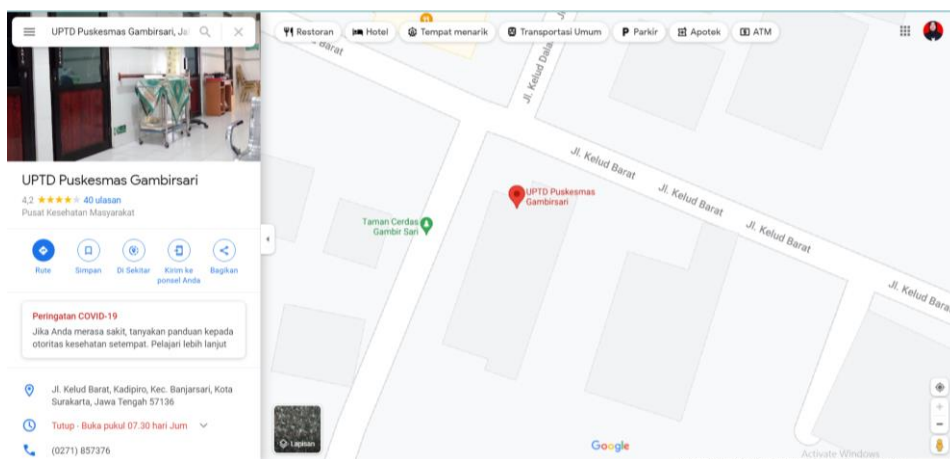 UPTD Puskesmas Gambirsari, Ja
Restoran
Hotel
Tempat menarik
Transportasi Umum
P Parkir
Apotek
ATM
UPTD Puskesmas Gambirsari
4,2 40 ulasan
Pusat Kesehatan Masyarakat
Rute
Simpan
Di Sekitar
Kirim ke
ponsel Anda
Bagikan
Peringatan COVID-19
Jika Anda merasa sakit, tanyakan panduan kepada
otoritas kesehatan setempat. Pelajari lebih lanjut
Jl. Kelud Barat, Kadipiro, Kec. Banjarsari, Kota
Surakarta, Jawa Tengah 57136
Tutup · Buka pukul 07.30 hari Jum
(0271) 857376
Barat
Jl. Kelud Dala
Jl. Kelud Barat
Jl. Kelud Barat
Jl. Kelud Barat
Jl. Kelud Bara
UPTD Puskesmas
Gambirsari
Taman Cerdas
Gambir Sari
Lapisan
Google
Activate Windows